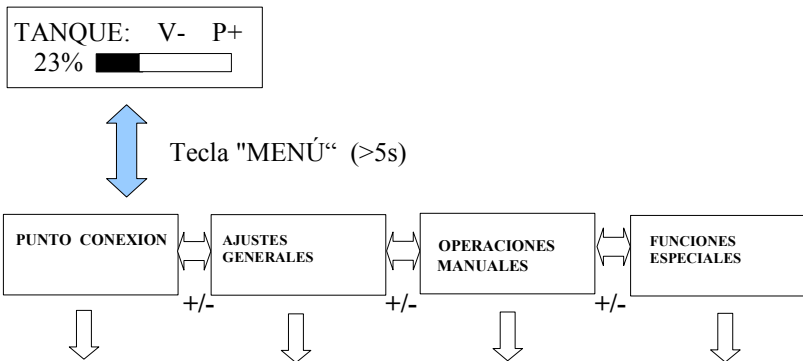 TANQUE: V- P+
23%
Tecla "MENÚ“ (>5s)
PUNTO CONEXION
AJUSTES
GENERALES
OPERACIONES
MANUALES
FUNCIONES
ESPECIALES
+/- +/- +/-